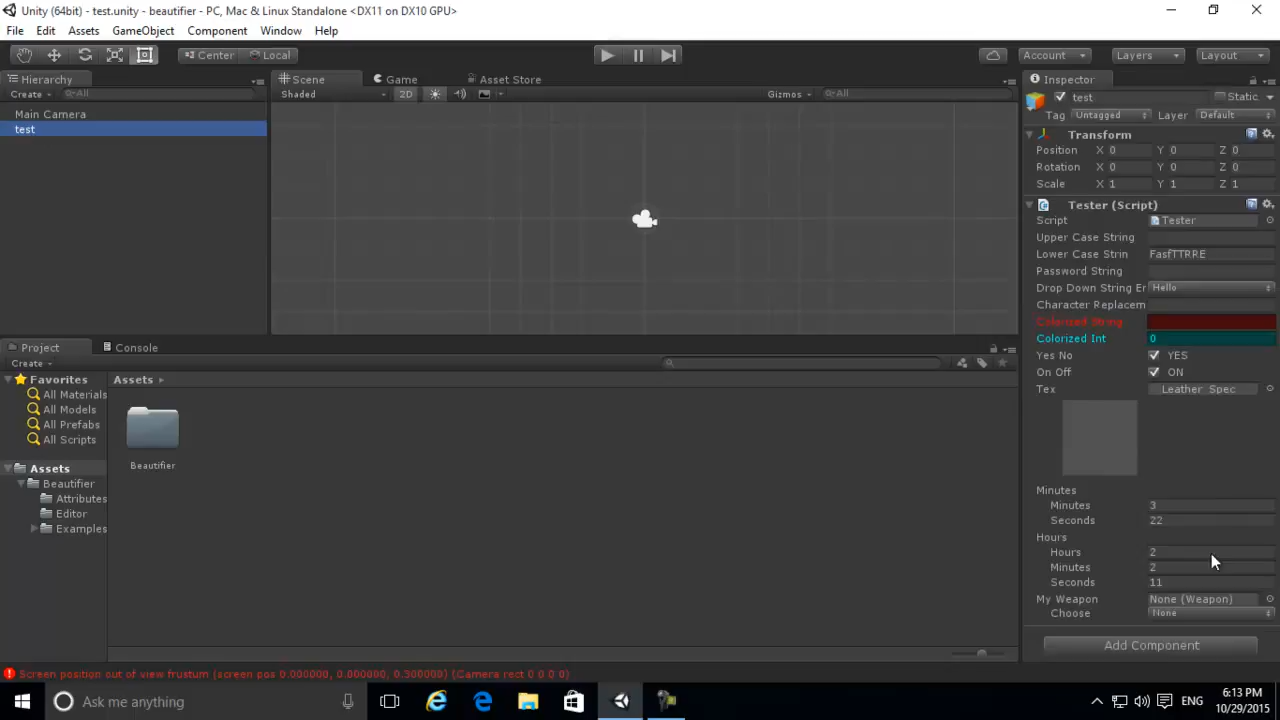 Unity (64bit) - test.unity - beautifier - PC, Mac & Linux Standalone <DX11 on DX10 GPU>
File Edit Assets GameObject Component Window Help
Center Local Account Layers Layout
Hierarchy Scene Game Asset Store Inspector
Create All Shaded 2D Gizmos All
test Static
Main Camera
test
Tag Untagged Layer Default
Transform
Position X 0 Y 0 Z 0
Rotation X 0 Y 0 Z 0
Scale X 1 Y 1 Z 1
Tester (Script)
Script Tester
Upper Case String
Lower Case Strin FasfTTRRE
Password String
Drop Down String Er Hello
Character Replacem
Colorized String
Colorized Int 0
Yes No YES
On Off ON
Tex Leather Spec
Minutes
Minutes 3
Seconds 22
Hours
Hours 2
Minutes 2
Seconds 11
My Weapon None (Weapon)
Choose None
Add Component
Project Console
Create
Favorites
All Materials
All Models
All Prefabs
All Scripts
Assets
Beautifier
Attributes
Editor
Examples
Assets
Beautifier
Screen position out of view frustum (screen pos 0.000000, 0.000000, 0.300000) (Camera rect 0 0 0 0)
Ask me anything
ENG
6:13 PM
10/29/2015